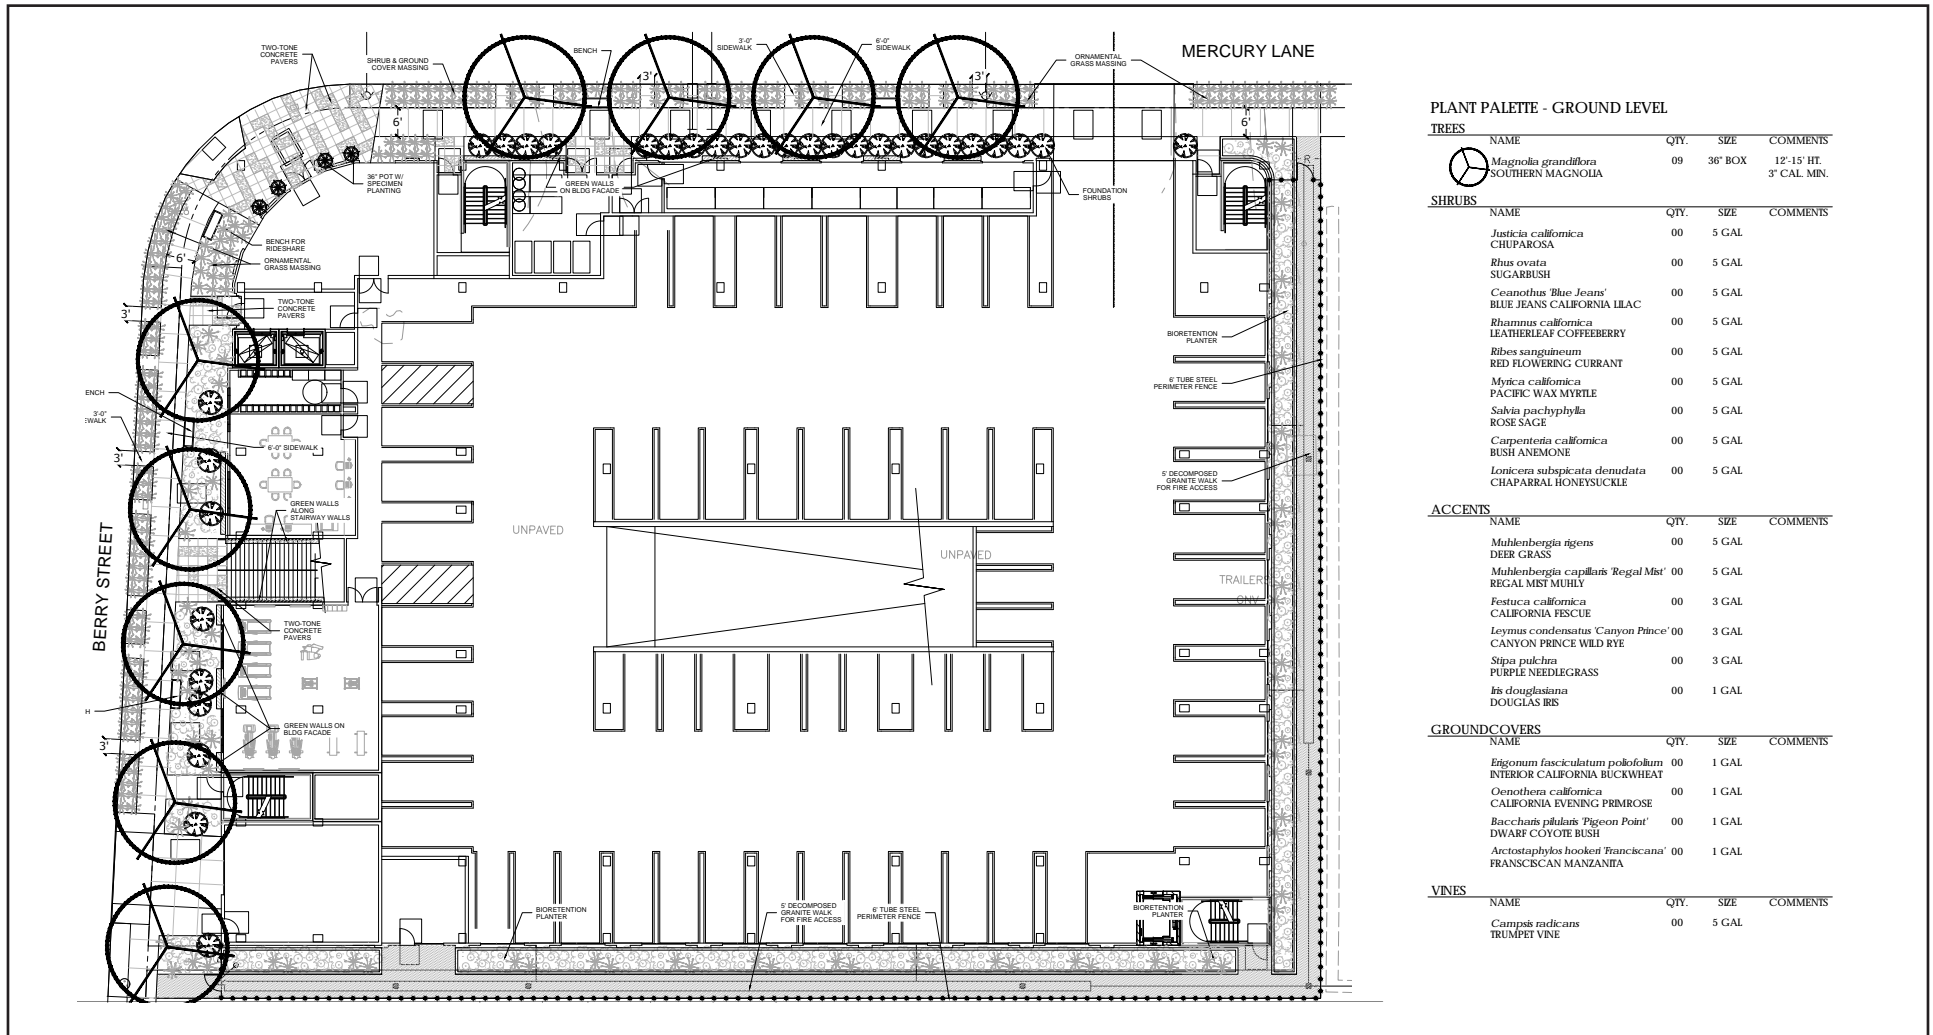 MERCURY LANE
TWO-TONE
CONCRETE
PAVERS
SHRUB & GROUND
COVER MASSING
BENCH
3'-0"
SIDEWALK
6'-0"
SIDEWALK
ORNAMENTAL
GRASS MASSING
3'
3'
6'
6'
36" POT W/
SPECIMEN
PLANTING
GREEN WALLS
ON BLDG FACADE
FOUNDATION
SHRUBS
BENCH FOR
RIDESHARE
ORNAMENTAL
GRASS MASSING
6'
TWO-TONE
CONCRETE
PAVERS
3'
BIORETENTION
PLANTER
6' TUBE STEEL
PERIMETER FENCE
ENCH
3'-0"
EWALK
6'-0" SIDEWALK
3'
5' DECOMPOSED
GRANITE WALK
FOR FIRE ACCESS
GREEN WALLS
ALONG
STAIRWAY WALLS
UNPAVED
UNPAVED
TRAILERS
CNV
BERRY STREET
TWO-TONE
CONCRETE
PAVERS
H
GREEN WALLS ON
BLDG FACADE
3'
BIORETENTION
PLANTER
5' DECOMPOSED
GRANITE WALK
FOR FIRE ACCESS
6' TUBE STEEL
PERIMETER FENCE
BIORETENTION
PLANTER
PLANT PALETTE - GROUND LEVEL
TREES
NAME QTY. SIZE COMMENTS
Magnolia grandiflora 09 36" BOX 12'-15' HT.
SOUTHERN MAGNOLIA 3" CAL. MIN.
SHRUBS
NAME QTY. SIZE COMMENTS
Justicia californica 00 5 GAL
CHUPAROSA
Rhus ovata 00 5 GAL
SUGARBUSH
Ceanothus 'Blue Jeans' 00 5 GAL
BLUE JEANS CALIFORNIA LILAC
Rhamnus californica 00 5 GAL
LEATHERLEAF COFFEEBERRY
Ribes sanguineum 00 5 GAL
RED FLOWERING CURRANT
Myrica californica 00 5 GAL
PACIFIC WAX MYRTLE
Salvia pachyphylla 00 5 GAL
ROSE SAGE
Carpenteria californica 00 5 GAL
BUSH ANEMONE
Lonicera subspicata denudata 00 5 GAL
CHAPARRAL HONEYSUCKLE
ACCENTS
NAME QTY. SIZE COMMENTS
Muhlenbergia rigens 00 5 GAL
DEER GRASS
Muhlenbergia capillaris 'Regal Mist' 00 5 GAL
REGAL MIST MUHLY
Festuca californica 00 3 GAL
CALIFORNIA FESCUE
Leymus condensatus 'Canyon Prince' 00 3 GAL
CANYON PRINCE WILD RYE
Stipa pulchra 00 3 GAL
PURPLE NEEDLEGRASS
Iris douglasiana 00 1 GAL
DOUGLAS IRIS
GROUNDCOVERS
NAME QTY. SIZE COMMENTS
Erigonum fasciculatum poliofolium 00 1 GAL
INTERIOR CALIFORNIA BUCKWHEAT
Oenothera californica 00 1 GAL
CALIFORNIA EVENING PRIMROSE
Baccharis pilularis 'Pigeon Point' 00 1 GAL
DWARF COYOTE BUSH
Arctostaphylos hookeri 'Franciscana' 00 1 GAL
FRANSCISCAN MANZANITA
VINES
NAME QTY. SIZE COMMENTS
Campsis radicans 00 5 GAL
TRUMPET VINE